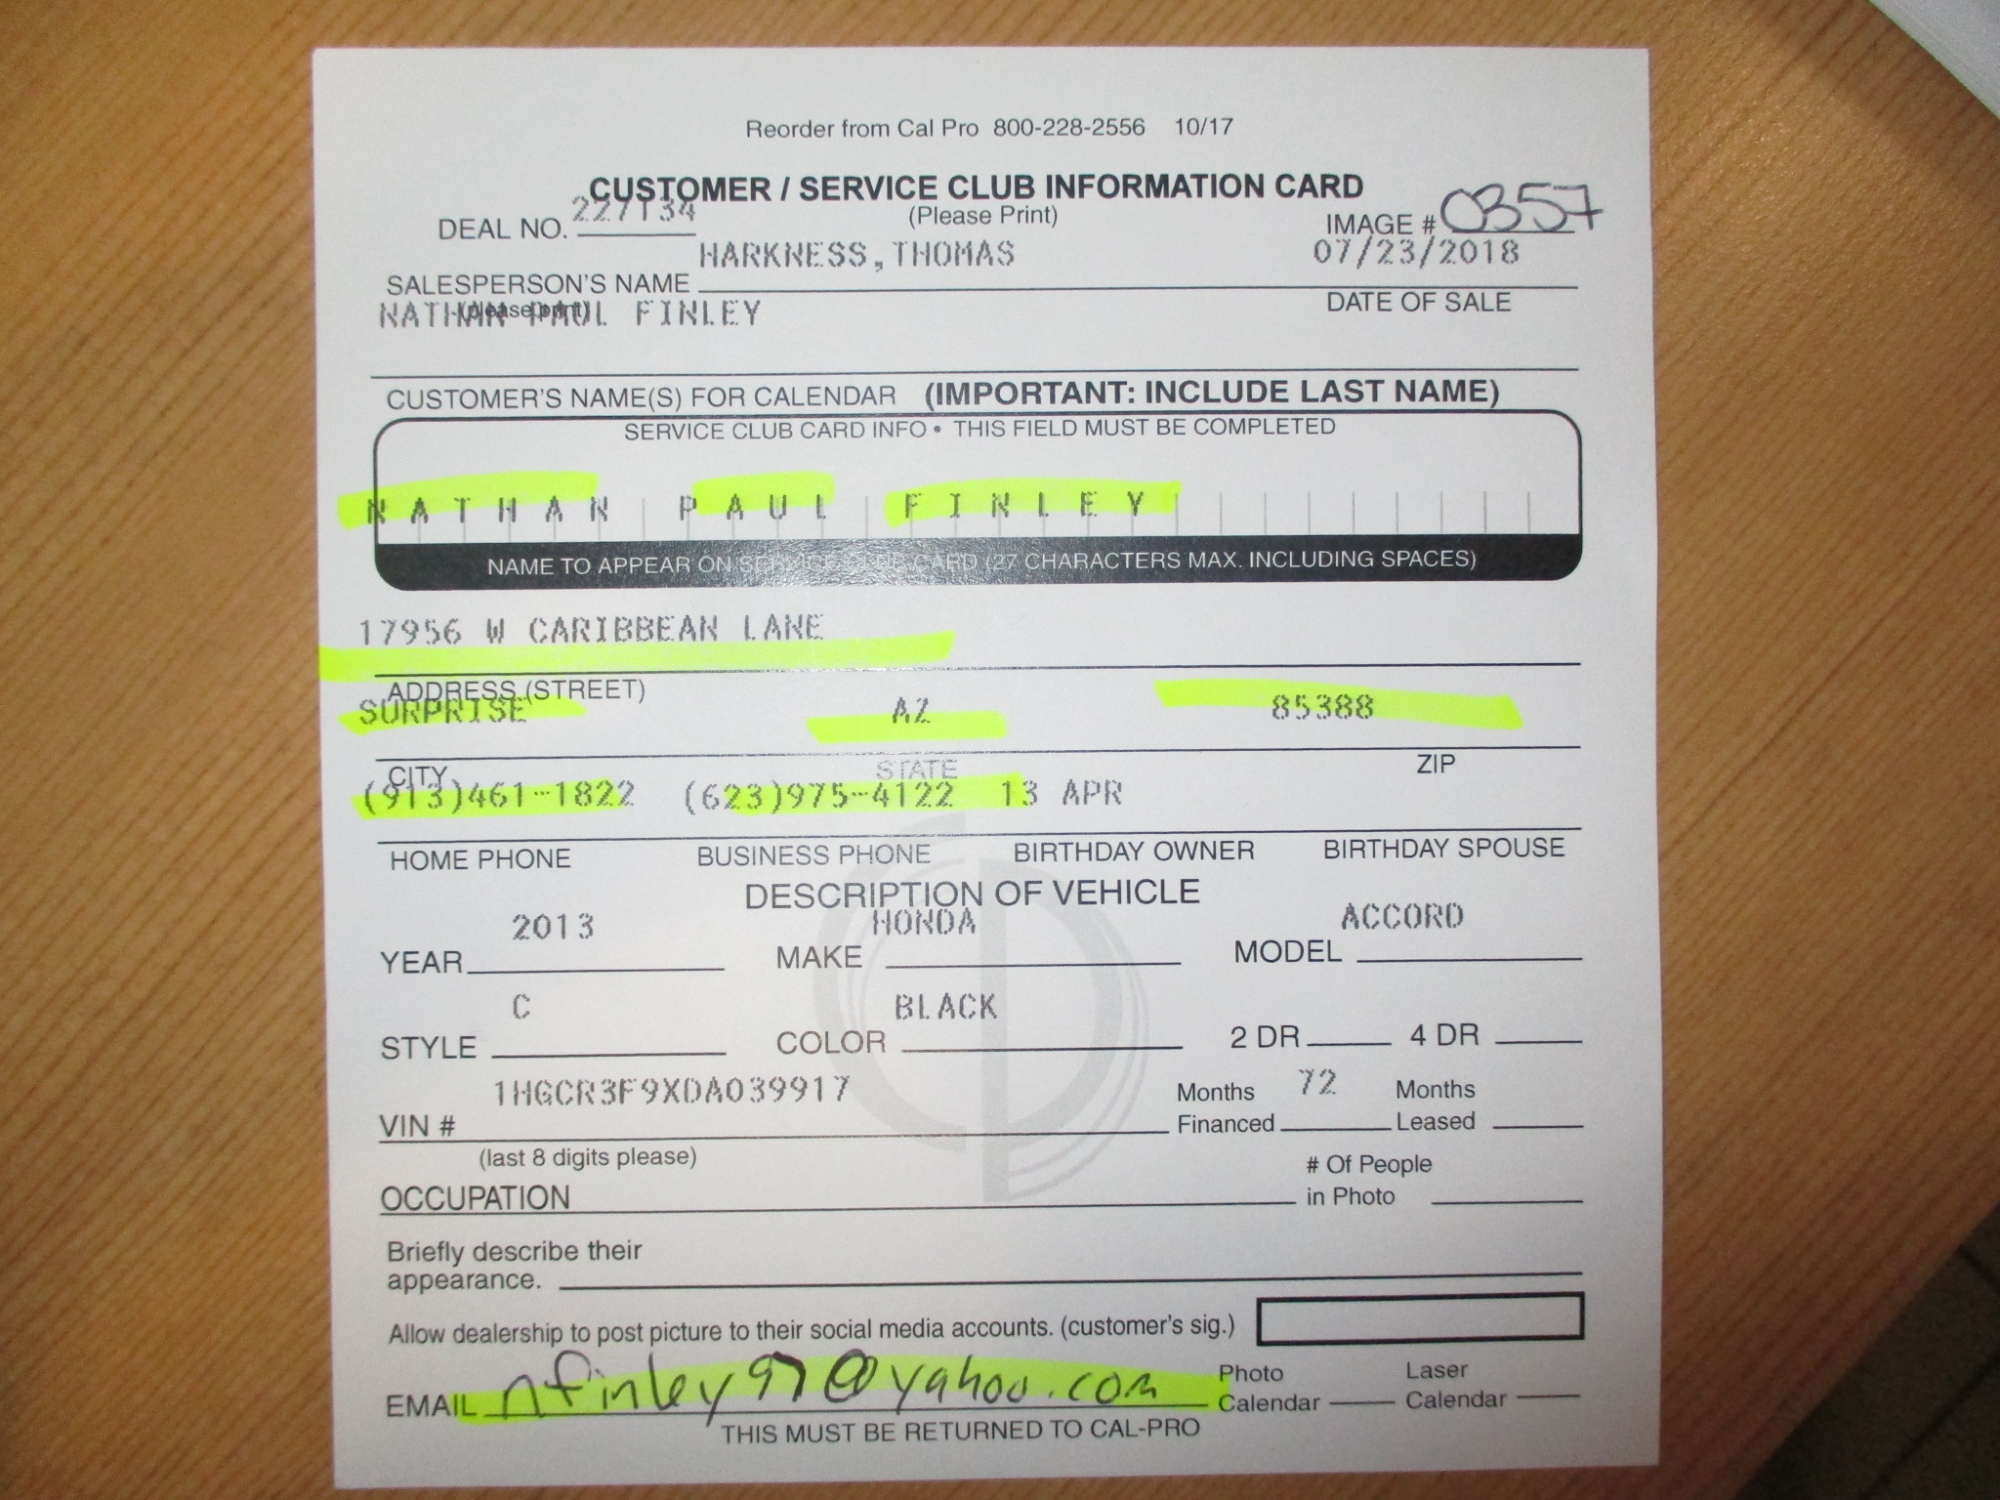 Reorder from Cal Pro 800-228-2556 10/17
CUSTOMER / SERVICE CLUB INFORMATION CARD
(Please Print)
DEAL NO. 227134 IMAGE # 0357
HARKNESS,THOMAS 07/23/2018
SALESPERSON'S NAME DATE OF SALE
(please print)
NATHAN PAUL FINLEY
CUSTOMER'S NAME(S) FOR CALENDAR (IMPORTANT: INCLUDE LAST NAME)
SERVICE CLUB CARD INFO • THIS FIELD MUST BE COMPLETED
NATHAN PAUL FINLEY
NAME TO APPEAR ON SERVICE CLUB CARD (27 CHARACTERS MAX. INCLUDING SPACES)
17956 W CARIBBEAN LANE
ADDRESS (STREET)
SURPRISE AZ 85388
CITY STATE ZIP
(913)461-1822 (623)975-4122 13 APR
HOME PHONE BUSINESS PHONE BIRTHDAY OWNER BIRTHDAY SPOUSE
DESCRIPTION OF VEHICLE
2013 HONDA ACCORD
YEAR MAKE MODEL
C BLACK
STYLE COLOR 2 DR 4 DR
1HGCR3F9XDA039917 72
VIN # Months Financed Months Leased
(last 8 digits please)
OCCUPATION # Of People in Photo
Briefly describe their
appearance.
Allow dealership to post picture to their social media accounts. (customer's sig.)
EMAIL nfinley97@yahoo.com Photo Calendar Laser Calendar
THIS MUST BE RETURNED TO CAL-PRO